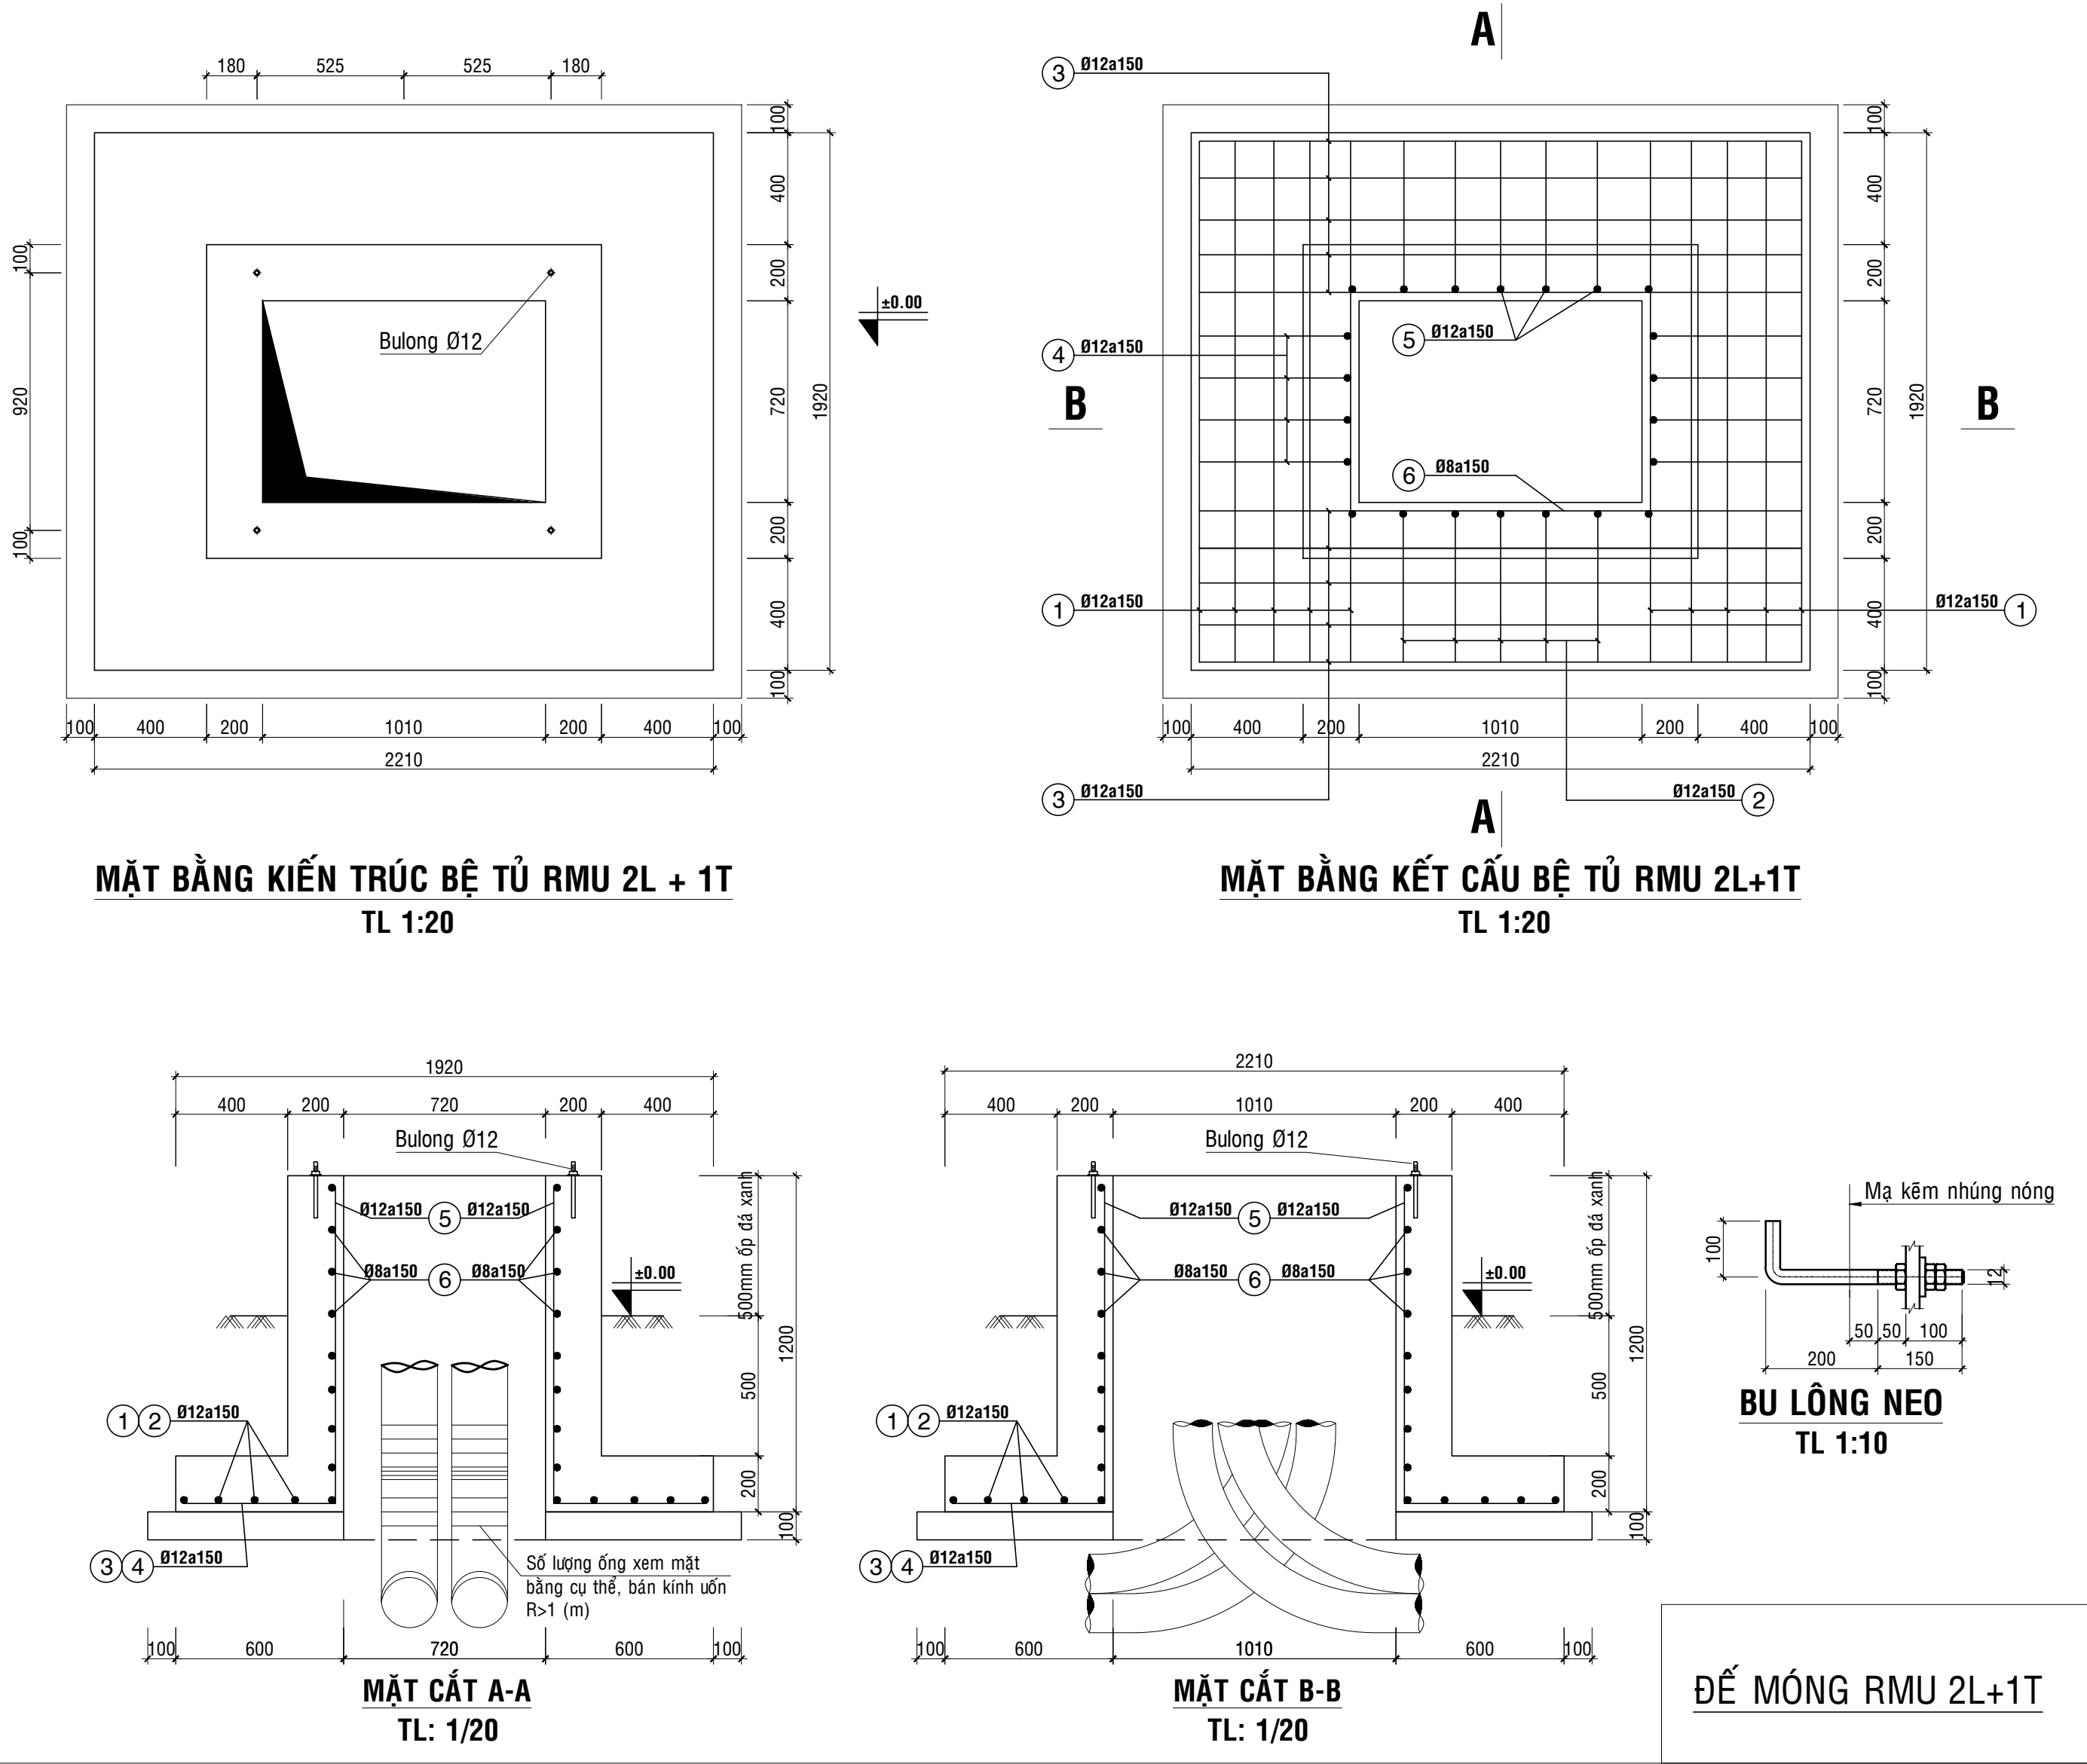 180 525 525 180
100
400
200
720
200
400
100
1920
100
920
100
Bulong Ø12
±0.00
100 400 200 1010 200 400 100
2210
MẶT BẰNG KIẾN TRÚC BỆ TỦ RMU 2L + 1T
TL 1:20
A
3 Ø12a150
100
400
200
720
200
400
100
1920
4 Ø12a150
5 Ø12a150
B
B
6 Ø8a150
1 Ø12a150
Ø12a150 1
100 400 200 1010 200 400 100
2210
3 Ø12a150
Ø12a150 2
A
MẶT BẰNG KẾT CẤU BỆ TỦ RMU 2L+1T
TL 1:20
1920
400 200 720 200 400
Bulong Ø12
Ø12a150 5 Ø12a150
Ø8a150 6 Ø8a150
±0.00
500mm ốp đá xanh
500
200
100
1200
1 2 Ø12a150
3 4 Ø12a150
Số lượng ống xem mặt
bằng cụ thể, bán kính uốn
R>1 (m)
100 600 720 600 100
MẶT CẮT A-A
TL: 1/20
2210
400 200 1010 200 400
Bulong Ø12
Ø12a150 5 Ø12a150
Ø8a150 6 Ø8a150
±0.00
500mm ốp đá xanh
500
200
100
1200
1 2 Ø12a150
3 4 Ø12a150
100 600 1010 600 100
MẶT CẮT B-B
TL: 1/20
Mạ kẽm nhúng nóng
100
12
50 50 100
200 150
BU LÔNG NEO
TL 1:10
ĐẾ MÓNG RMU 2L+1T